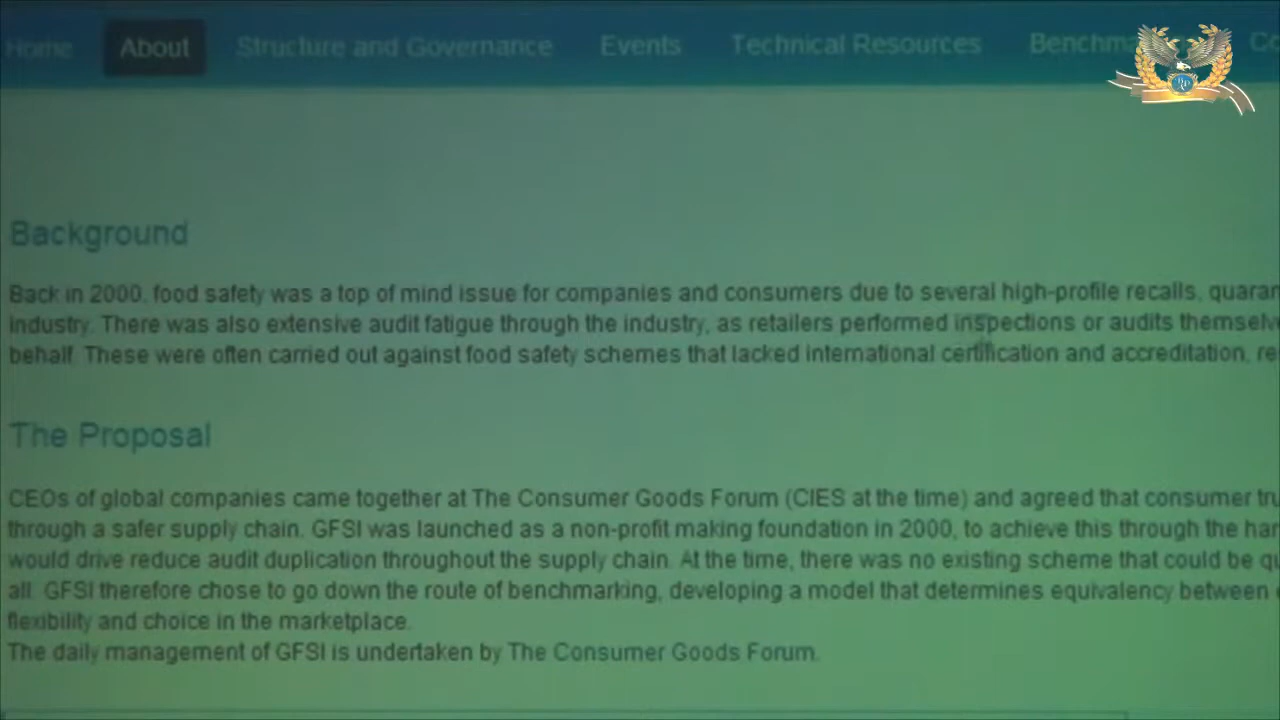 Home About Structure and Governance Events Technical Resources
Background
Back in 2000, food safety was a top of mind issue for companies and consumers due to several high-profile recalls,
industry. There was also extensive audit fatigue through the industry, as retailers performed inspections or audits
behalf. These were often carried out against food safety schemes that lacked international certification and accreditation,
The Proposal
CEOs of global companies came together at The Consumer Goods Forum (CIES at the time) and agreed that consumer
through a safer supply chain. GFSI was launched as a non-profit making foundation in 2000, to achieve this through the
would drive reduce audit duplication throughout the supply chain. At the time, there was no existing scheme that could be
all. GFSI therefore chose to go down the route of benchmarking, developing a model that determines equivalency between
flexibility and choice in the marketplace.
The daily management of GFSI is undertaken by The Consumer Goods Forum.